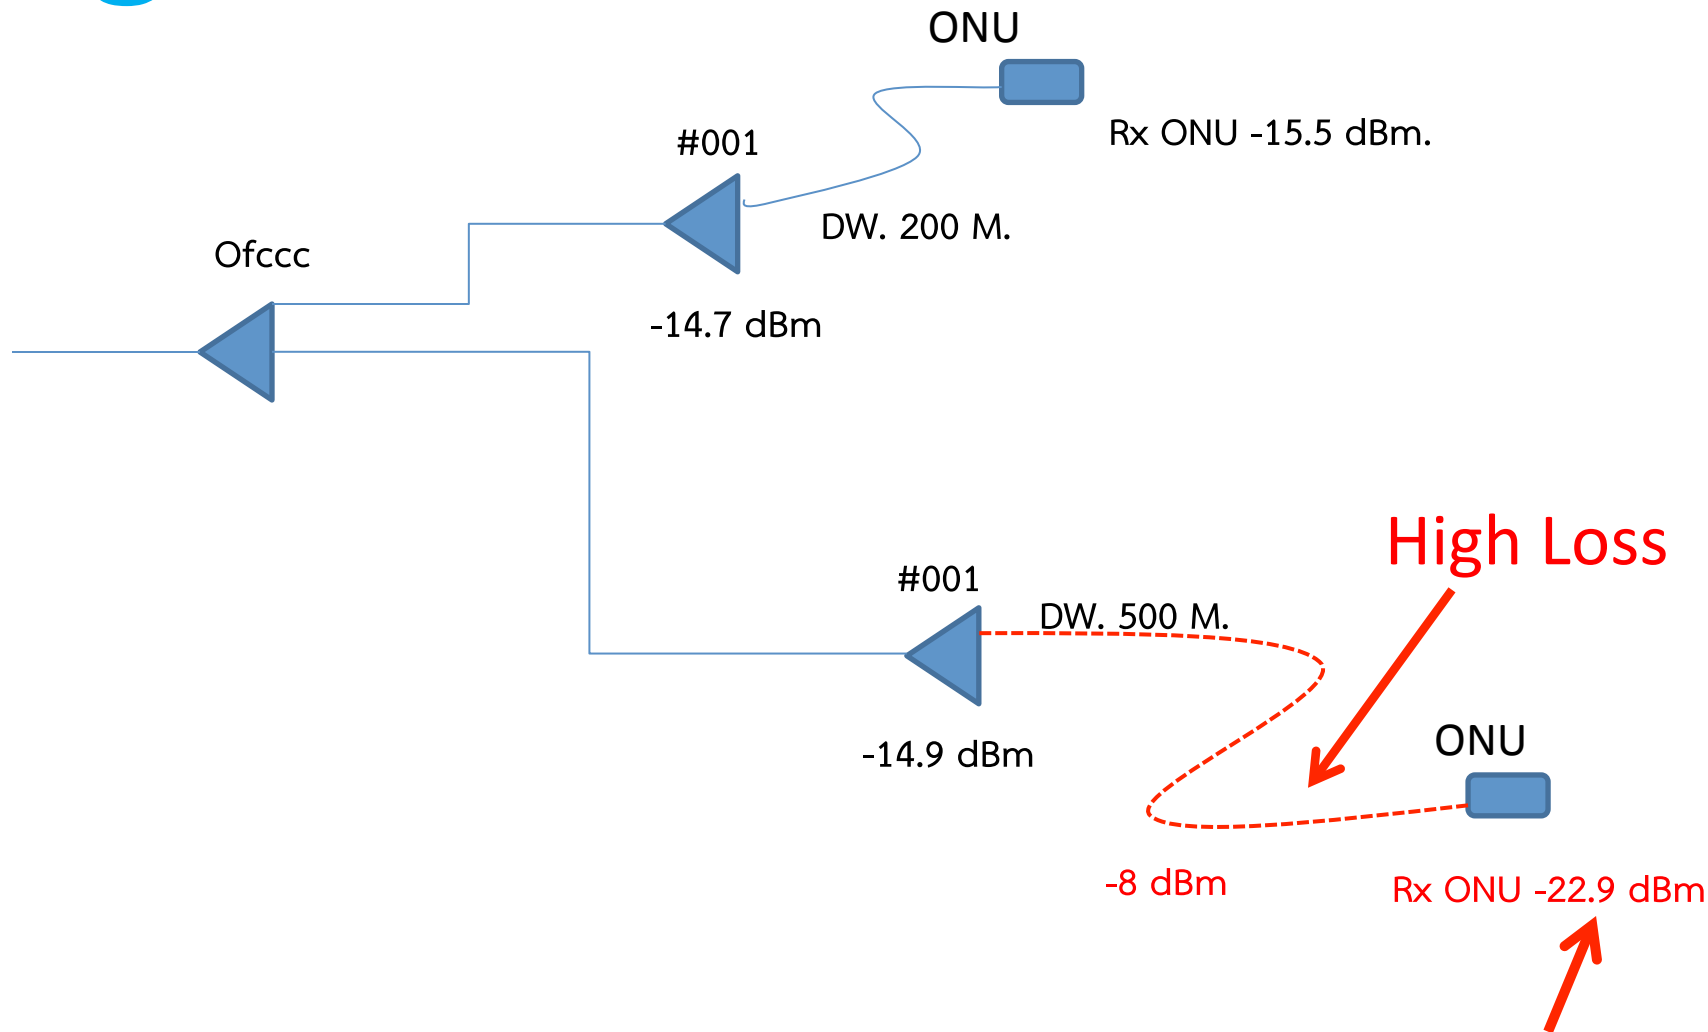 ONU
Rx ONU -15.5 dBm.
#001
DW. 200 M.
Ofccc
-14.7 dBm
High Loss
#001
DW. 500 M.
-14.9 dBm
ONU
-8 dBm
Rx ONU -22.9 dBm